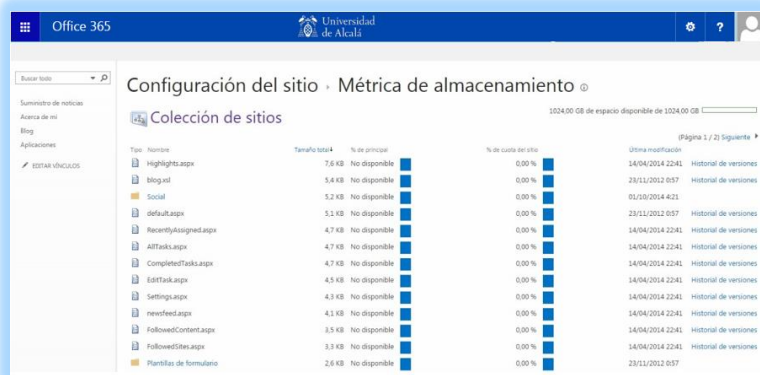 Office 365
Universidad
de Alcalá
?
Buscar todo
Suministro de noticias
Acerca de mí
Blog
Aplicaciones
EDITAR VÍNCULOS
Configuración del sitio › Métrica de almacenamiento
Colección de sitios
1024,00 GB de espacio disponible de 1024,00 GB
(Página 1 / 2) Siguiente
Tipo Nombre Tamaño total↓ % de principal % de cuota del sitio Última modificación
Highlights.aspx 7,6 KB No disponible 0,00 % 14/04/2014 22:41 Historial de versiones
blog.xsl 5,4 KB No disponible 0,00 % 23/11/2012 0:57 Historial de versiones
Social 5,2 KB No disponible 0,00 % 01/10/2014 4:21
default.aspx 5,1 KB No disponible 0,00 % 23/11/2012 0:57 Historial de versiones
RecentlyAssigned.aspx 4,7 KB No disponible 0,00 % 14/04/2014 22:41 Historial de versiones
AllTasks.aspx 4,7 KB No disponible 0,00 % 14/04/2014 22:41 Historial de versiones
CompletedTasks.aspx 4,7 KB No disponible 0,00 % 14/04/2014 22:41 Historial de versiones
EditTask.aspx 4,5 KB No disponible 0,00 % 14/04/2014 22:41 Historial de versiones
Settings.aspx 4,3 KB No disponible 0,00 % 14/04/2014 22:41 Historial de versiones
newsfeed.aspx 4,1 KB No disponible 0,00 % 14/04/2014 22:41 Historial de versiones
FollowedContent.aspx 3,5 KB No disponible 0,00 % 14/04/2014 22:41 Historial de versiones
FollowedSites.aspx 3,3 KB No disponible 0,00 % 14/04/2014 22:41 Historial de versiones
Plantillas de formulario 2,6 KB No disponible 0,00 % 23/11/2012 0:57